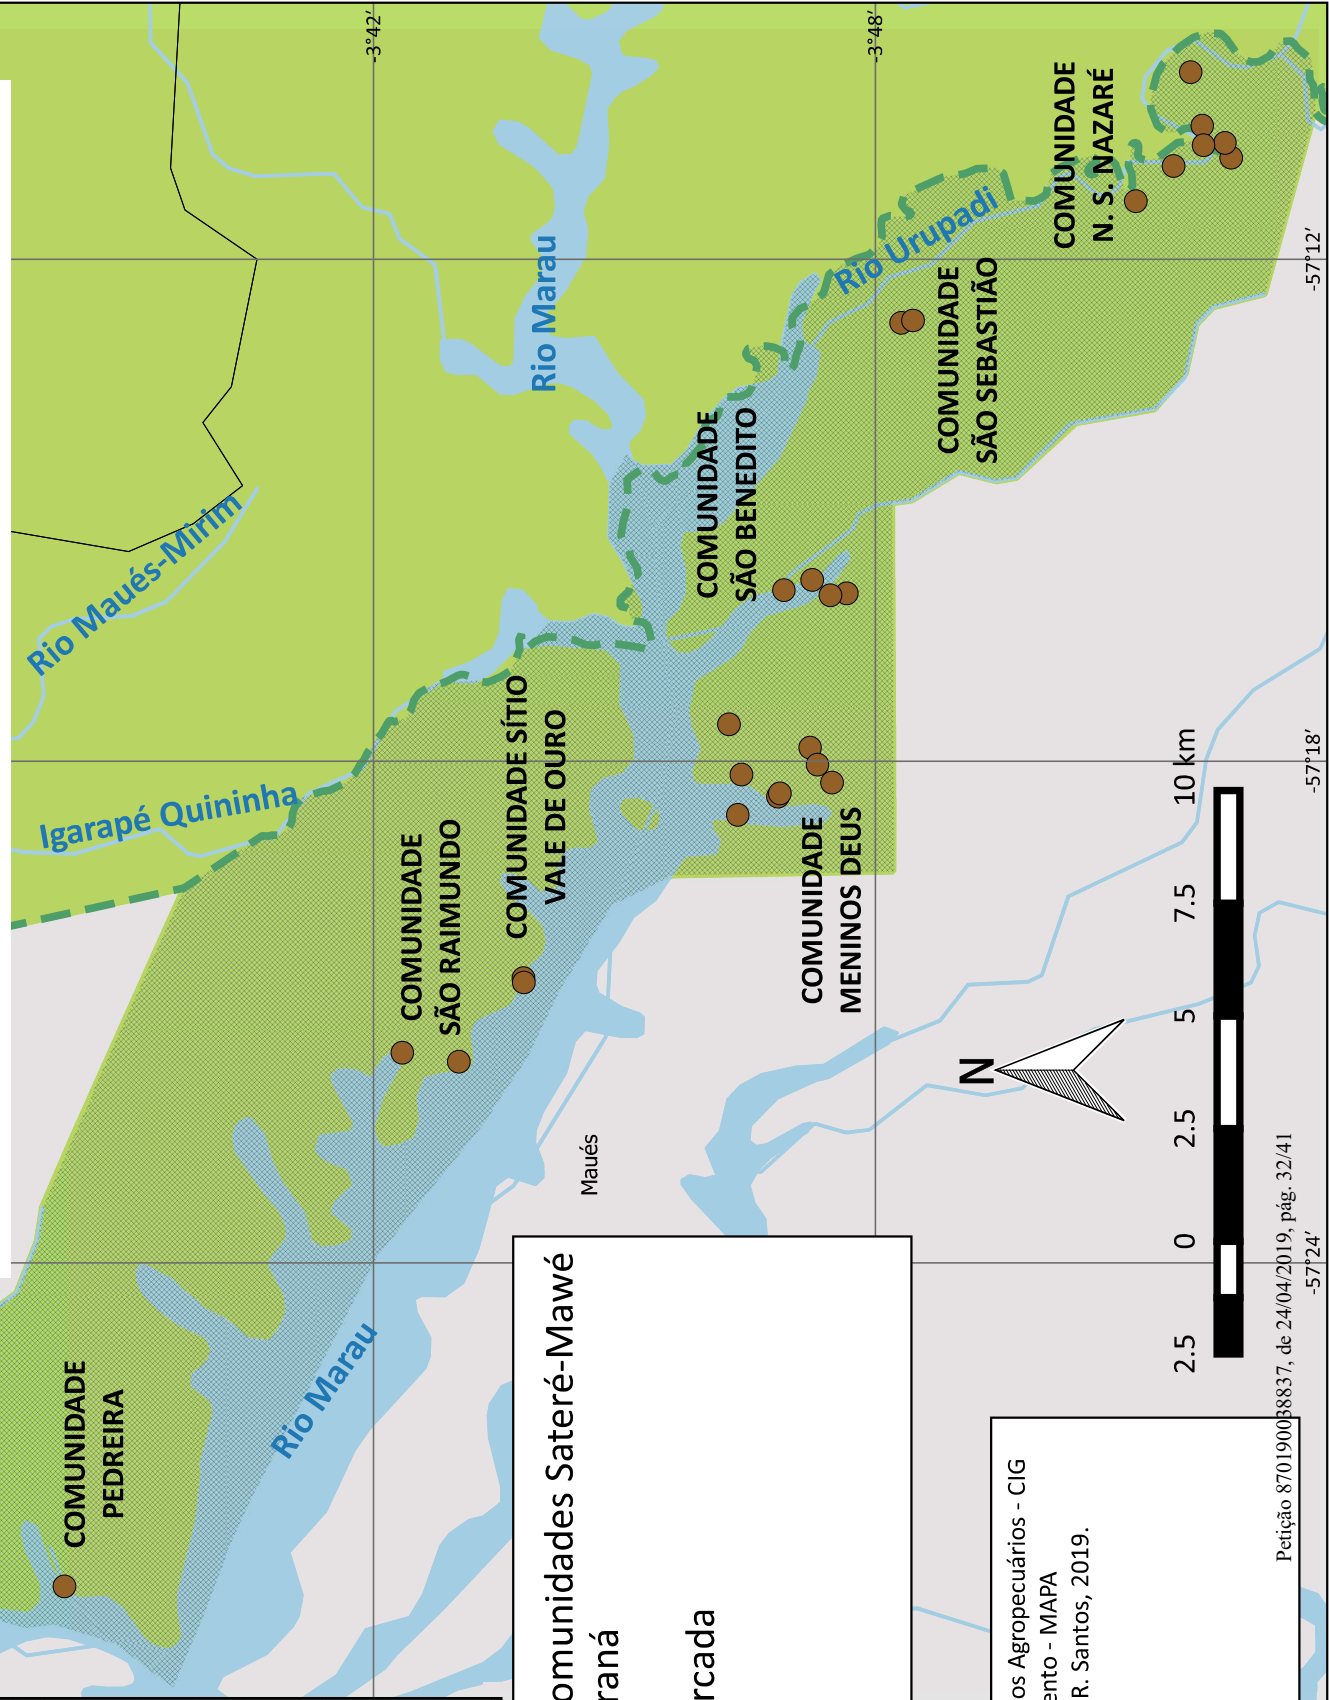 -3°42′
-3°48′
-57°12′
-57°18′
-57°24′
Rio Maués-Mirim
Igarapé Quininha
Rio Marau
Rio Urupadi
Rio Marau
COMUNIDADE
PEDREIRA
COMUNIDADE
SÃO RAIMUNDO
COMUNIDADE SÍTIO
VALE DE OURO
COMUNIDADE
MENINOS DEUS
COMUNIDADE
SÃO BENEDITO
COMUNIDADE
SÃO SEBASTIÃO
COMUNIDADE
N. S. NAZARÉ
Maués
N
2.5 0 2.5 5 7.5 10 km
omunidades Sateré-Mawé
raná
rcada
os Agropecuários - CIG
ento - MAPA
R. Santos, 2019.
Petição 870190038837, de 24/04/2019, pág. 32/41